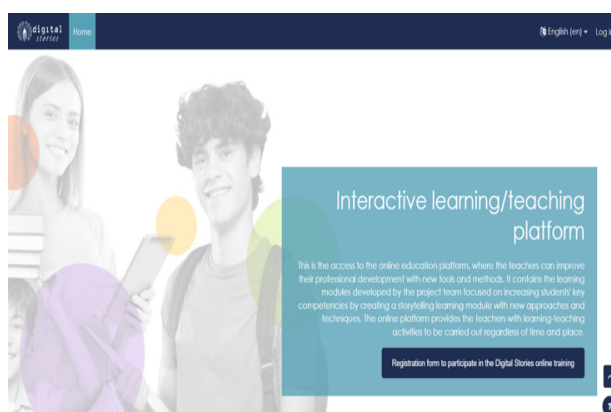 digital
stories
Home
English (en)
Log in
Interactive learning/teaching
platform
This is the access to the online education platform, where the teachers can improve
their professional development with new tools and methods. It contains the learning
modules developed by the project team focused on increasing students' key
competencies by creating a storytelling learning module with new approaches and
techniques. The online platform provides the teachers with learning-teaching
activities to be carried out regardless of time and place.
Registration form to participate in the Digital Stories online training